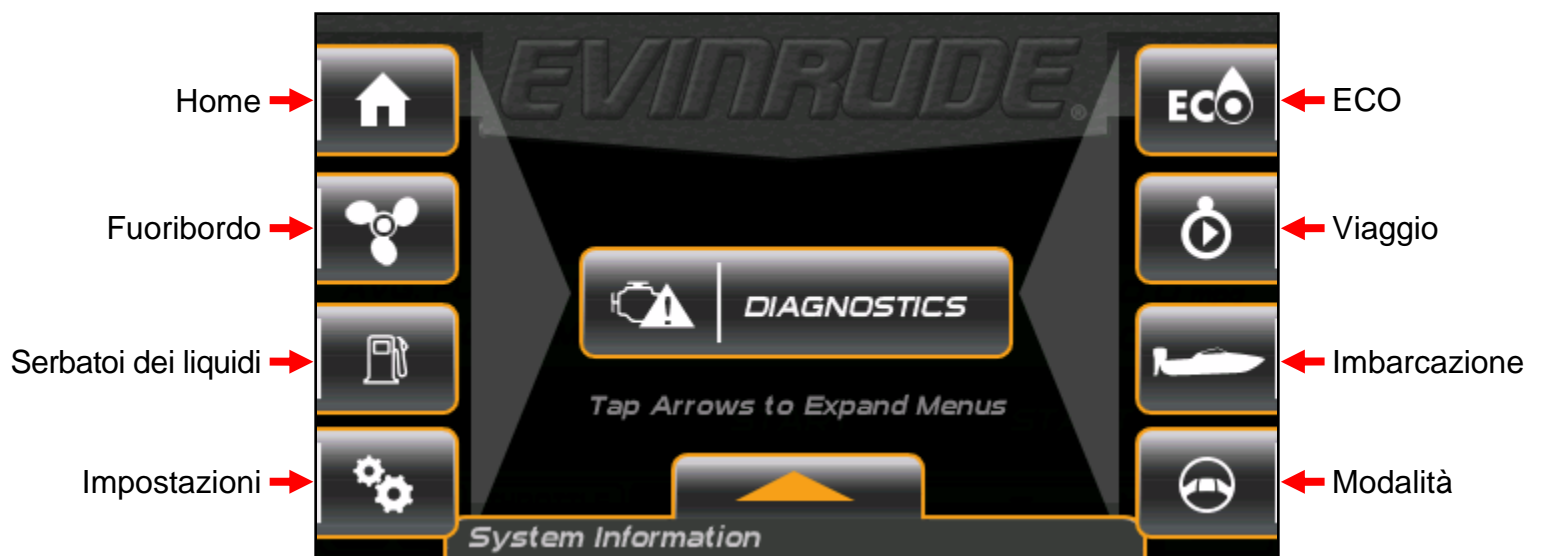 EVINRUDE®
Home
ECO
ECO
Fuoribordo
Viaggio
DIAGNOSTICS
Serbatoi dei liquidi
Imbarcazione
Tap Arrows to Expand Menus
Impostazioni
Modalità
System Information